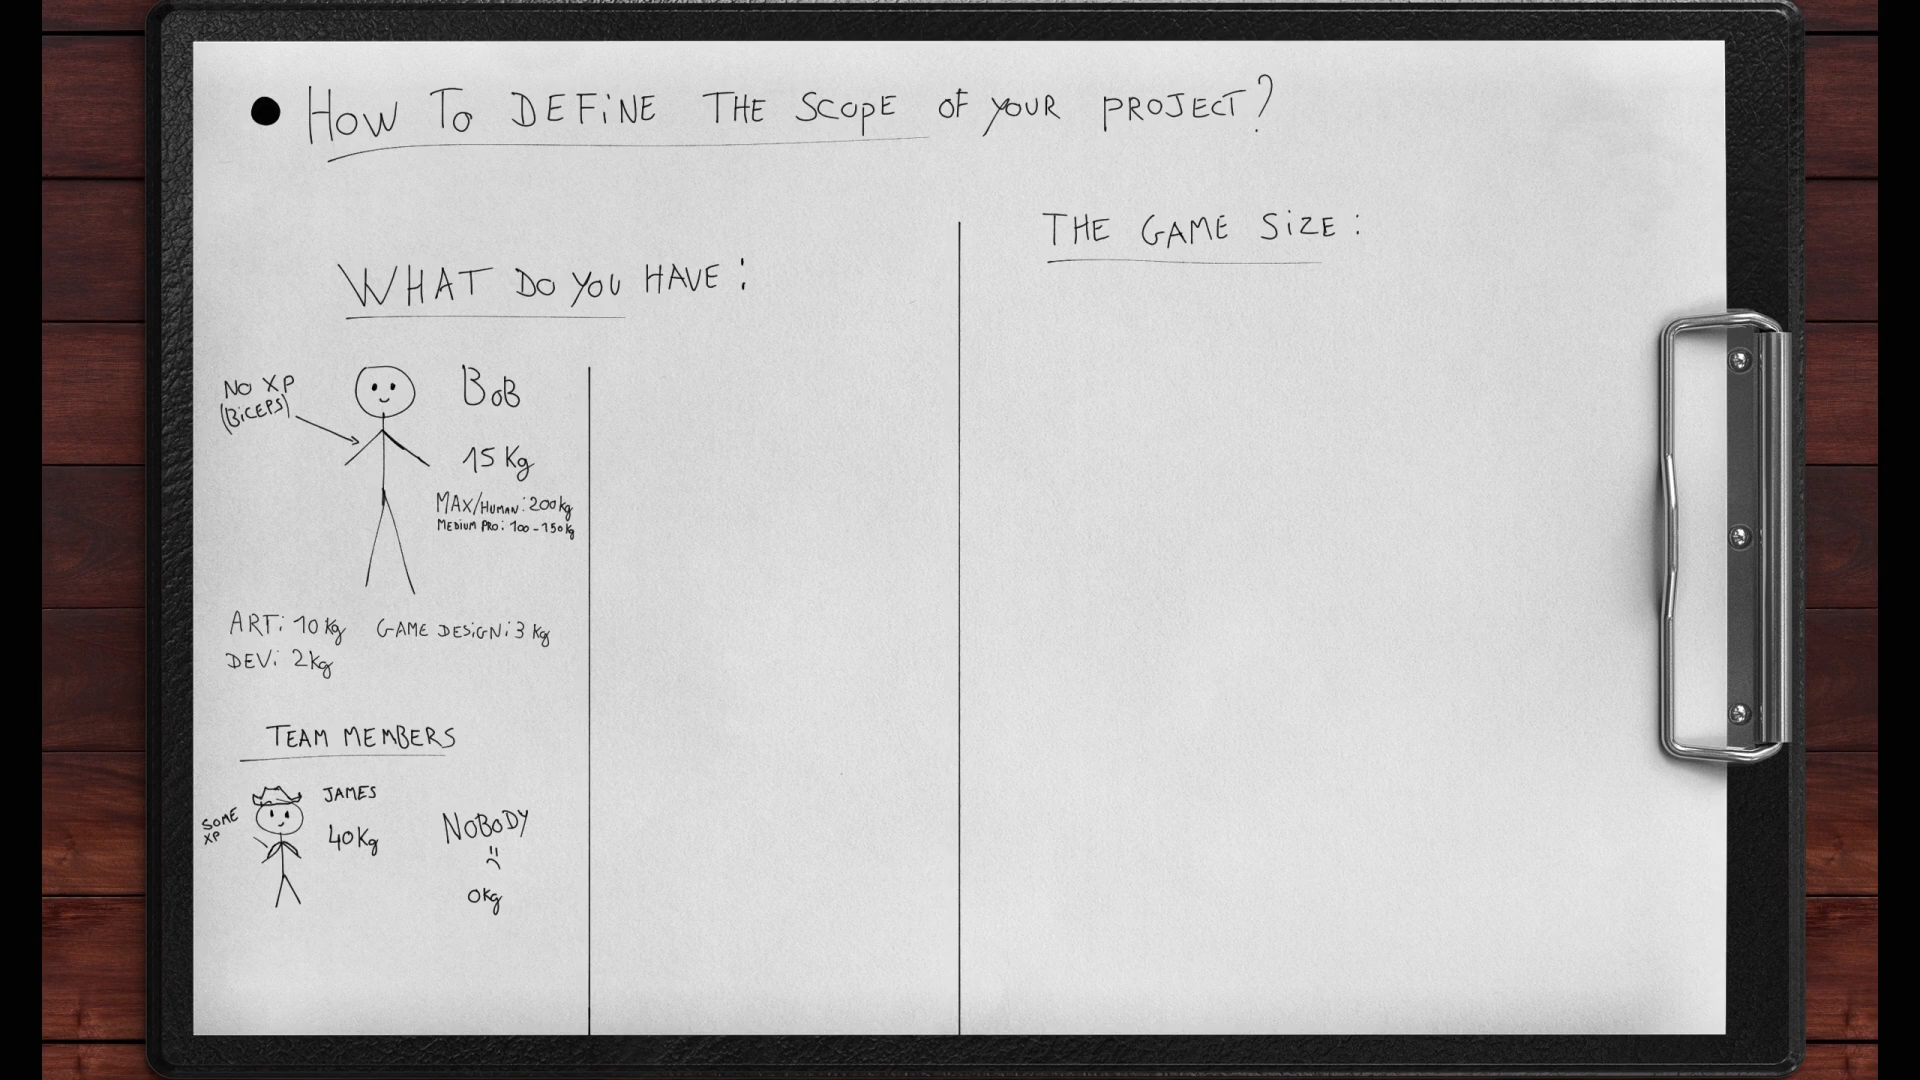 How To DEFiNE THE ScopE OF YOUR PROJECT?
WHAT Do YOU HAVE :
THE GAME SiZE :
No XP
(BiCEPS)
BoB
15 Kg
MAX/HUMAN: 200kg
MEDIUM PRO: 100-150kg
ART: 10 Kg GAME DESiGN: 3 kg
DEV: 2Kg
TEAM MEMBERS
SOME
XP
JAMES
40Kg
NOBODY
0Kg